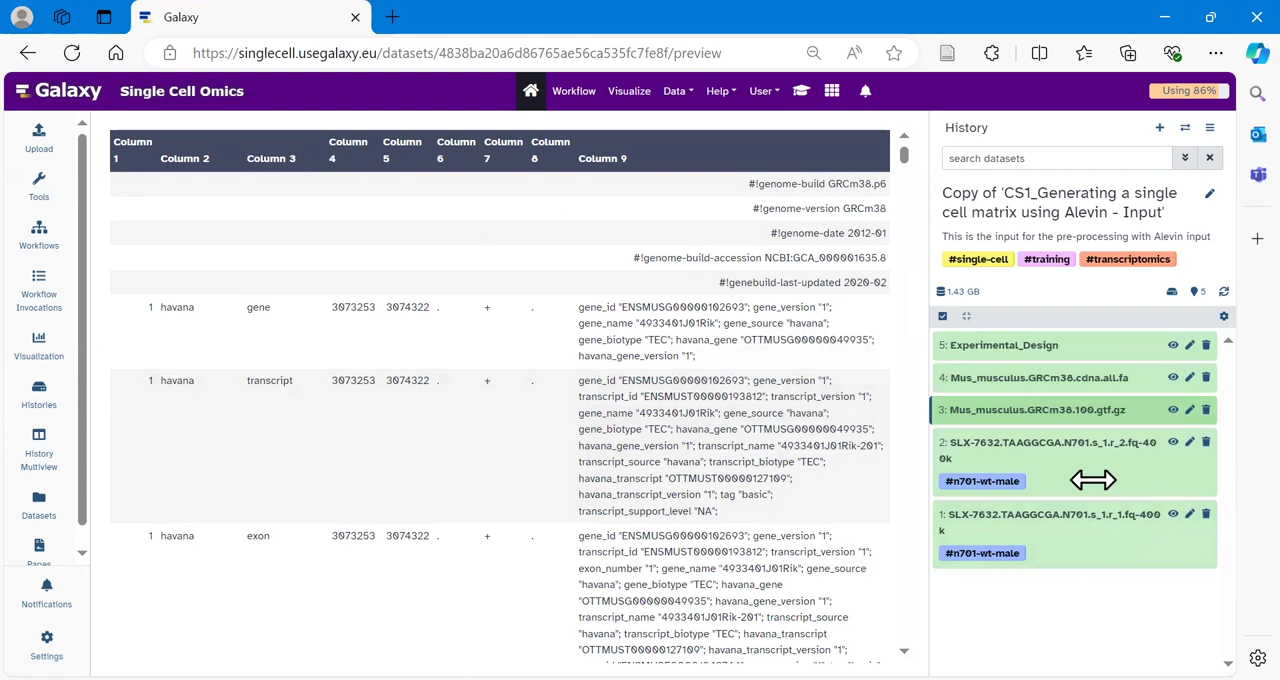 Galaxy
https://singlecell.usegalaxy.eu/datasets/4838ba20a6d86765ae56ca535fc7fe8f/preview
Galaxy Single Cell Omics
Workflow Visualize Data Help User
Using 86%
Upload
Tools
Workflows
Workflow
Invocations
Visualization
Histories
History
Multiview
Datasets
Pages
Notifications
Settings
Column 1 Column 2 Column 3 Column 4 Column 5 Column 6 Column 7 Column 8 Column 9
#!genome-build GRCm38.p6
#!genome-version GRCm38
#!genome-date 2012-01
#!genome-build-accession NCBI:GCA_000001635.8
#!genebuild-last-updated 2020-02
1 havana gene 3073253 3074322 . + . gene_id "ENSMUSG00000102693"; gene_version "1";
gene_name "4933401J01Rik"; gene_source "havana";
gene_biotype "TEC"; havana_gene "OTTMUSG00000049935";
havana_gene_version "1";
1 havana transcript 3073253 3074322 . + . gene_id "ENSMUSG00000102693"; gene_version "1";
transcript_id "ENSMUST00000193812"; transcript_version "1";
gene_name "4933401J01Rik"; gene_source "havana";
gene_biotype "TEC"; havana_gene "OTTMUSG00000049935";
havana_gene_version "1"; transcript_name "4933401J01Rik-201";
transcript_source "havana"; transcript_biotype "TEC";
havana_transcript "OTTMUST00000127109";
havana_transcript_version "1"; tag "basic";
transcript_support_level "NA";
1 havana exon 3073253 3074322 . + . gene_id "ENSMUSG00000102693"; gene_version "1";
transcript_id "ENSMUST00000193812"; transcript_version "1";
exon_number "1"; gene_name "4933401J01Rik"; gene_source
"havana"; gene_biotype "TEC"; havana_gene
"OTTMUSG00000049935"; havana_gene_version "1";
transcript_name "4933401J01Rik-201"; transcript_source
"havana"; transcript_biotype "TEC"; havana_transcript
"OTTMUST00000127109"; havana_transcript_version "1";
History
search datasets
Copy of 'CS1_Generating a single
cell matrix using Alevin - Input'
This is the input for the pre-processing with Alevin input
#single-cell #training #transcriptomics
1.43 GB 5
5: Experimental_Design
4: Mus_musculus.GRCm38.cdna.all.fa
3: Mus_musculus.GRCm38.100.gtf.gz
2: SLX-7632.TAAGGCGA.N701.s_1.r_2.fq-40
0k
#n701-wt-male
1: SLX-7632.TAAGGCGA.N701.s_1.r_1.fq-400
k
#n701-wt-male